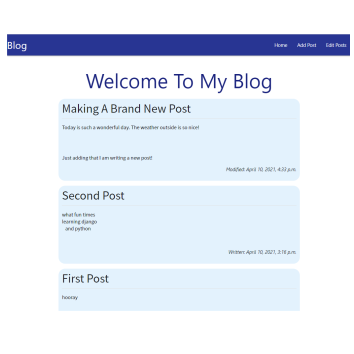 Blog
Home Add Post Edit Posts
Welcome To My Blog
Making A Brand New Post
Today is such a wonderful day. The weather outside is so nice!
Just adding that I am writing a new post!
Modified: April 10, 2021, 4:33 p.m.
Second Post
what fun times
learning django
and python
Written: April 10, 2021, 3:16 p.m.
First Post
hooray